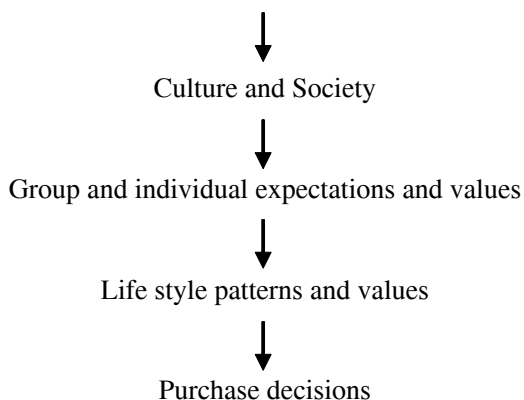 Culture and Society
Group and individual expectations and values
Life style patterns and values
Purchase decisions